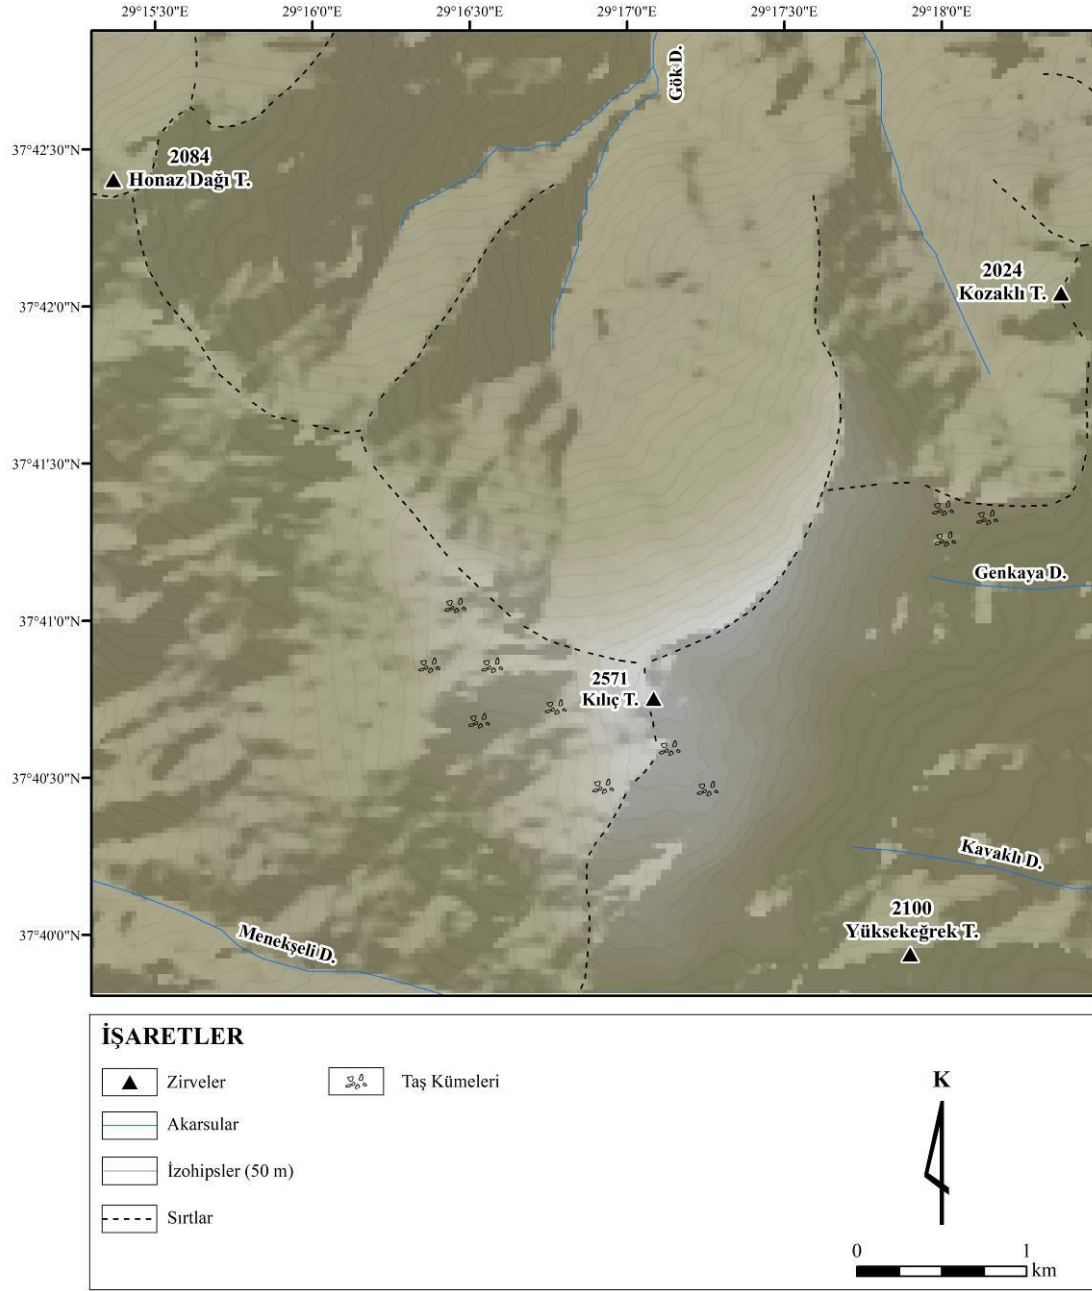 29°15'30"E 29°16'0"E 29°16'30"E 29°17'0"E 29°17'30"E 29°18'0"E
Gök D.
37°42'30"N
2084
Honaz Dağı T.
2024
Kozaklı T.
37°42'0"N
37°41'30"N
Genkaya D.
37°41'0"N
2571
Kılıç T.
37°40'30"N
Kavaklı D.
2100
Yüksekeğrek T.
37°40'0"N
Menekşeli D.
İŞARETLER
Zirveler
Taş Kümeleri
Akarsular
İzohipsler (50 m)
Sırtlar
K
0 1
km